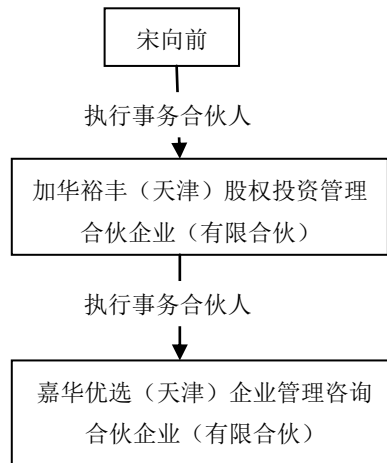 宋向前
执行事务合伙人
加华裕丰（天津）股权投资管理
合伙企业（有限合伙）
执行事务合伙人
嘉华优选（天津）企业管理咨询
合伙企业（有限合伙）